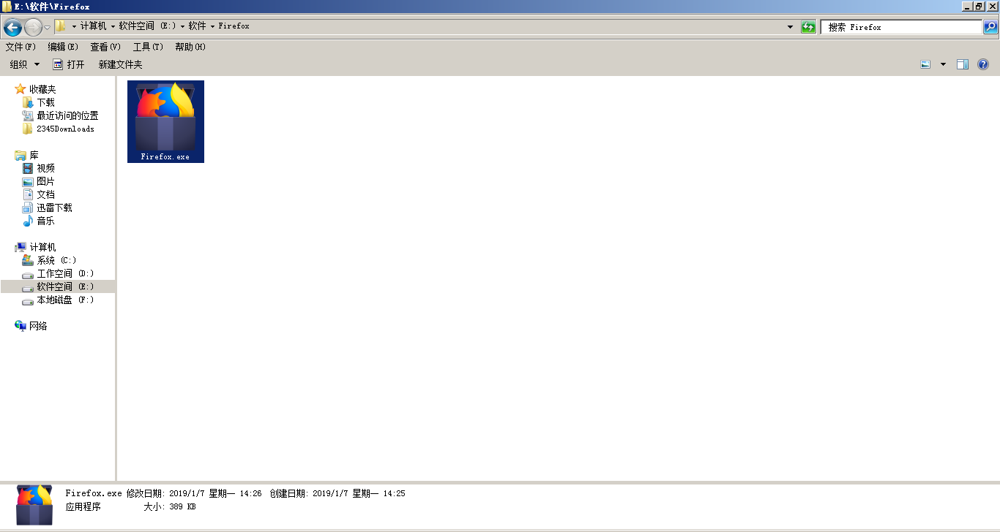 E:\软件\Firefox
计算机 软件空间 (E:) 软件 Firefox
搜索 Firefox
文件(F) 编辑(E) 查看(V) 工具(T) 帮助(H)
组织 打开 新建文件夹
收藏夹
下载
最近访问的位置
2345Downloads
库
视频
图片
文档
迅雷下载
音乐
计算机
系统 (C:)
工作空间 (D:)
软件空间 (E:)
本地磁盘 (F:)
网络
Firefox.exe
Firefox.exe 修改日期: 2019/1/7 星期一 14:26 创建日期: 2019/1/7 星期一 14:25
应用程序 大小: 389 KB